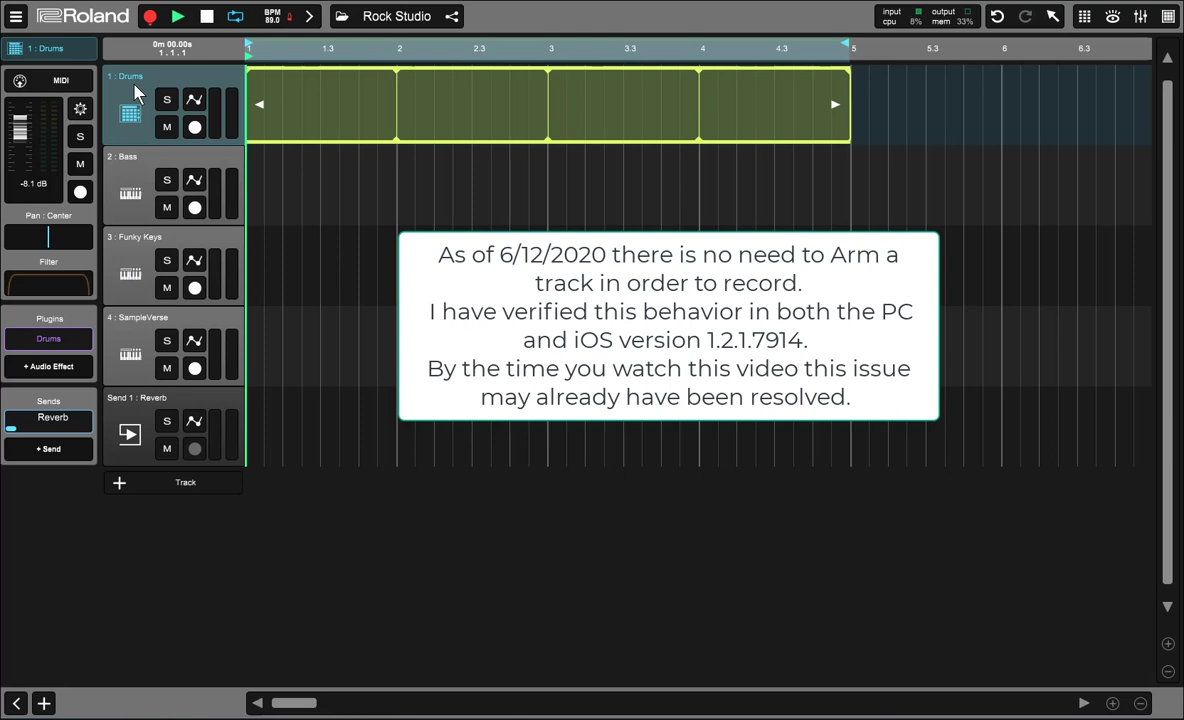 Roland
BPM
89.0
Rock Studio
input
cpu 8%
output
mem 33%
1 : Drums
0m 00.00s
1 . 1 . 1
1 1.3 2 2.3 3 3.3 4 4.3 5 5.3 6 6.3
MIDI
S
M
-8.1 dB
Pan : Center
Filter
Plugins
Drums
+ Audio Effect
Sends
Reverb
+ Send
1 : Drums
S
M
2 : Bass
S
M
3 : Funky Keys
S
M
4 : SampleVerse
S
M
Send 1 : Reverb
S
M
+ Track
As of 6/12/2020 there is no need to Arm a
track in order to record.
I have verified this behavior in both the PC
and iOS version 1.2.1.7914.
By the time you watch this video this issue
may already have been resolved.